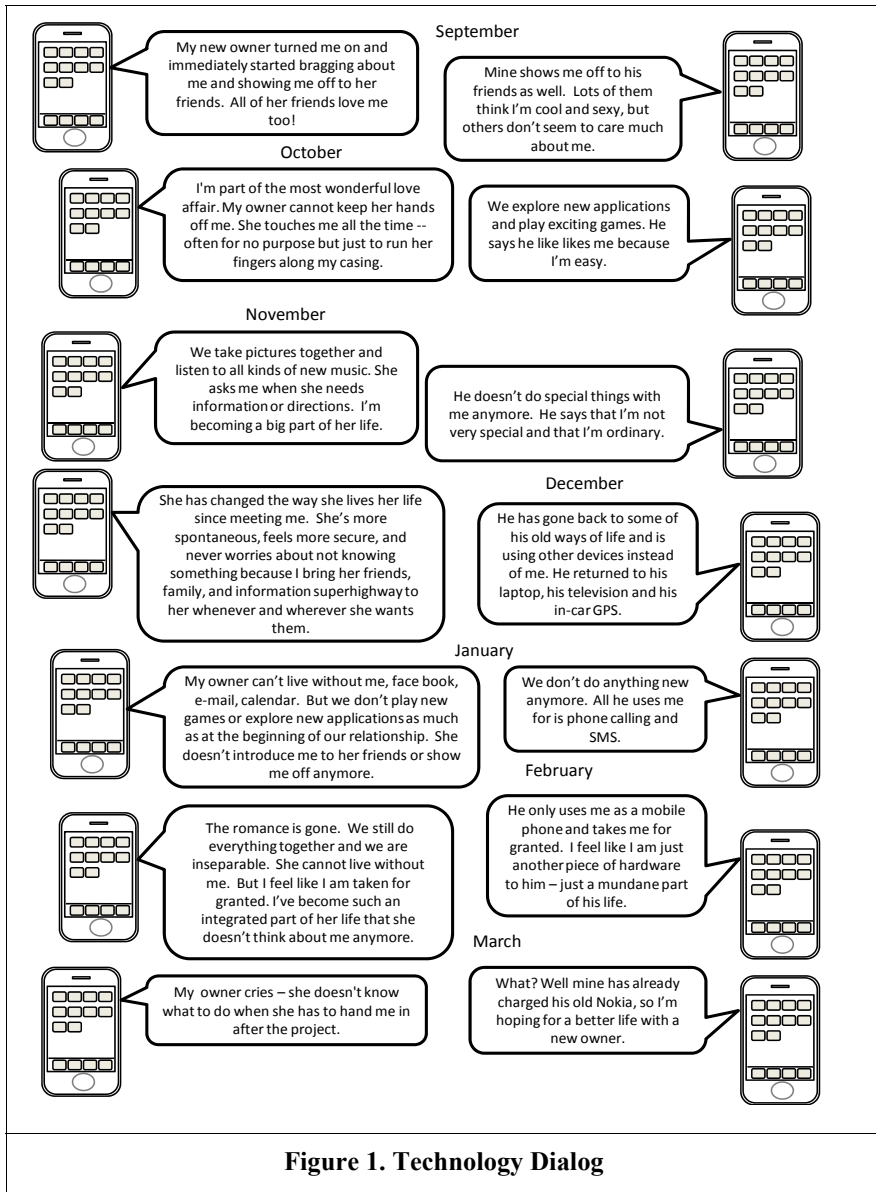 September
My new owner turned me on and
immediately started bragging about
me and showing me off to her
friends. All of her friends love me
too!
Mine shows me off to his
friends as well. Lots of them
think I'm cool and sexy, but
others don't seem to care much
about me.
October
I'm part of the most wonderful love
affair. My owner cannot keep her hands
off me. She touches me all the time --
often for no purpose but just to run her
fingers along my casing.
We explore new applications
and play exciting games. He
says he like likes me because
I'm easy.
November
We take pictures together and
listen to all kinds of new music. She
asks me when she needs
information or directions. I'm
becoming a big part of her life.
He doesn't do special things with
me anymore. He says that I'm not
very special and that I'm ordinary.
December
She has changed the way she lives her life
since meeting me. She's more
spontaneous, feels more secure, and
never worries about not knowing
something because I bring her friends,
family, and information superhighway to
her whenever and wherever she wants
them.
He has gone back to some of
his old ways of life and is
using other devices instead
of me. He returned to his
laptop, his television and his
in-car GPS.
January
My owner can't live without me, face book,
e-mail, calendar. But we don't play new
games or explore new applications as much
as at the beginning of our relationship. She
doesn't introduce me to her friends or show
me off anymore.
We don't do anything new
anymore. All he uses me
for is phone calling and
SMS.
February
The romance is gone. We still do
everything together and we are
inseparable. She cannot live without
me. But I feel like I am taken for
granted. I've become such an
integrated part of her life that she
doesn't think about me anymore.
He only uses me as a mobile
phone and takes me for
granted. I feel like I am just
another piece of hardware
to him – just a mundane part
of his life.
March
My owner cries – she doesn't know
what to do when she has to hand me in
after the project.
What? Well mine has already
charged his old Nokia, so I'm
hoping for a better life with a
new owner.
Figure 1. Technology Dialog